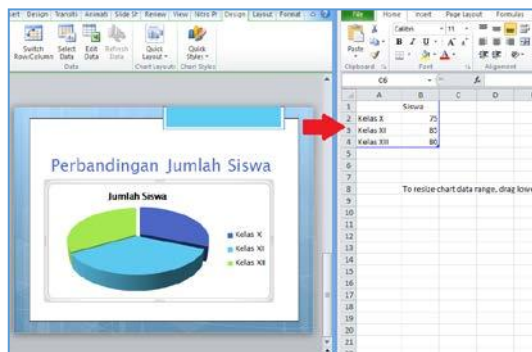 Design Transiti Animati Slide Sh Review View Nitro Pr Design Layout Format
Switch Row/Column
Select Data
Edit Data
Refresh Data
Quick Layout
Quick Styles
Data
Chart Layouts
Chart Styles
Perbandingan Jumlah Siswa
Jumlah Siswa
Kelas X
Kelas XI
Kelas XII
File Home Insert Page Layout Formulas
Paste
Calibri 11
B I U A A
Clipboard Font Alignment
C6 fx
A B C D
1 Siswa
2 Kelas X 75
3 Kelas XI 85
4 Kelas XII
5
6
7
8 To resize chart data range, drag lowe
9
10
11
12
13
14
15
16
17
18
19
20
21